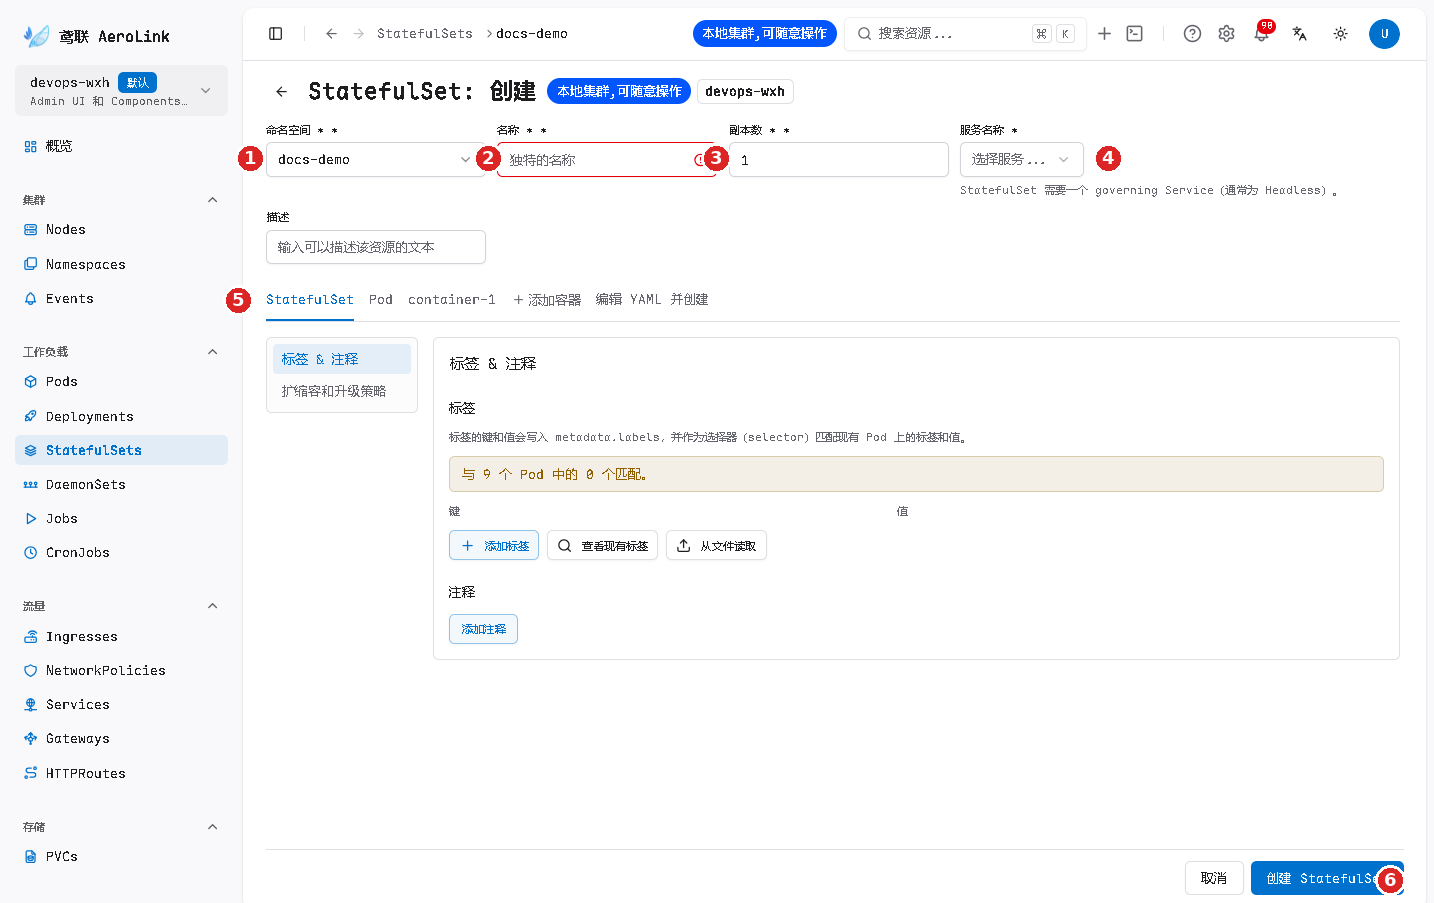 鸢联 AeroLink
devops-wxh 默认
Admin UI 和 Components...
概览
集群
Nodes
Namespaces
Events
工作负载
Pods
Deployments
StatefulSets
DaemonSets
Jobs
CronJobs
流量
Ingresses
NetworkPolicies
Services
Gateways
HTTPRoutes
存储
PVCs
StatefulSets > docs-demo
本地集群,可随意操作
搜索资源... ⌘ K
98
U
StatefulSet: 创建 本地集群,可随意操作 devops-wxh
命名空间 * * 名称 * * 副本数 * * 服务名称 *
1 docs-demo 2 独特的名称 3 1 选择服务... 4
StatefulSet 需要一个 governing Service (通常为 Headless) 。
描述
输入可以描述该资源的文本
5 StatefulSet Pod container-1 + 添加容器 编辑 YAML 并创建
标签 & 注释
扩缩容和升级策略
标签 & 注释
标签
标签的键和值会写入 metadata.labels, 并作为选择器 (selector) 匹配现有 Pod 上的标签和值。
与 9 个 Pod 中的 0 个匹配。
键 值
+ 添加标签 查看现有标签 从文件读取
注释
添加注释
取消 创建 StatefulS 6